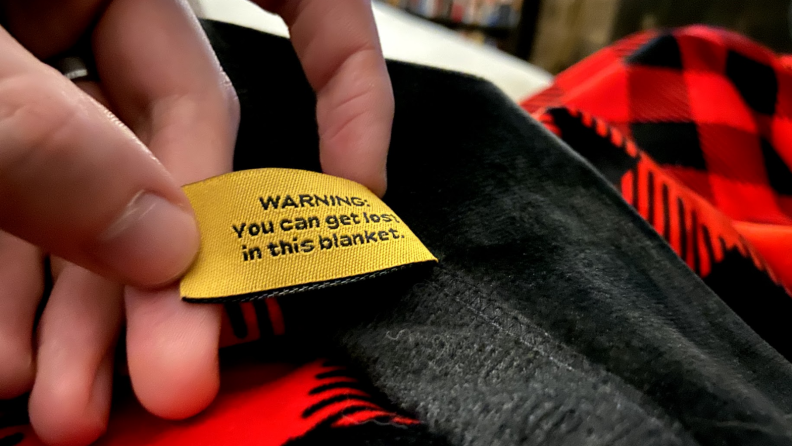 WARNING:
You can get lost
in this blanket.